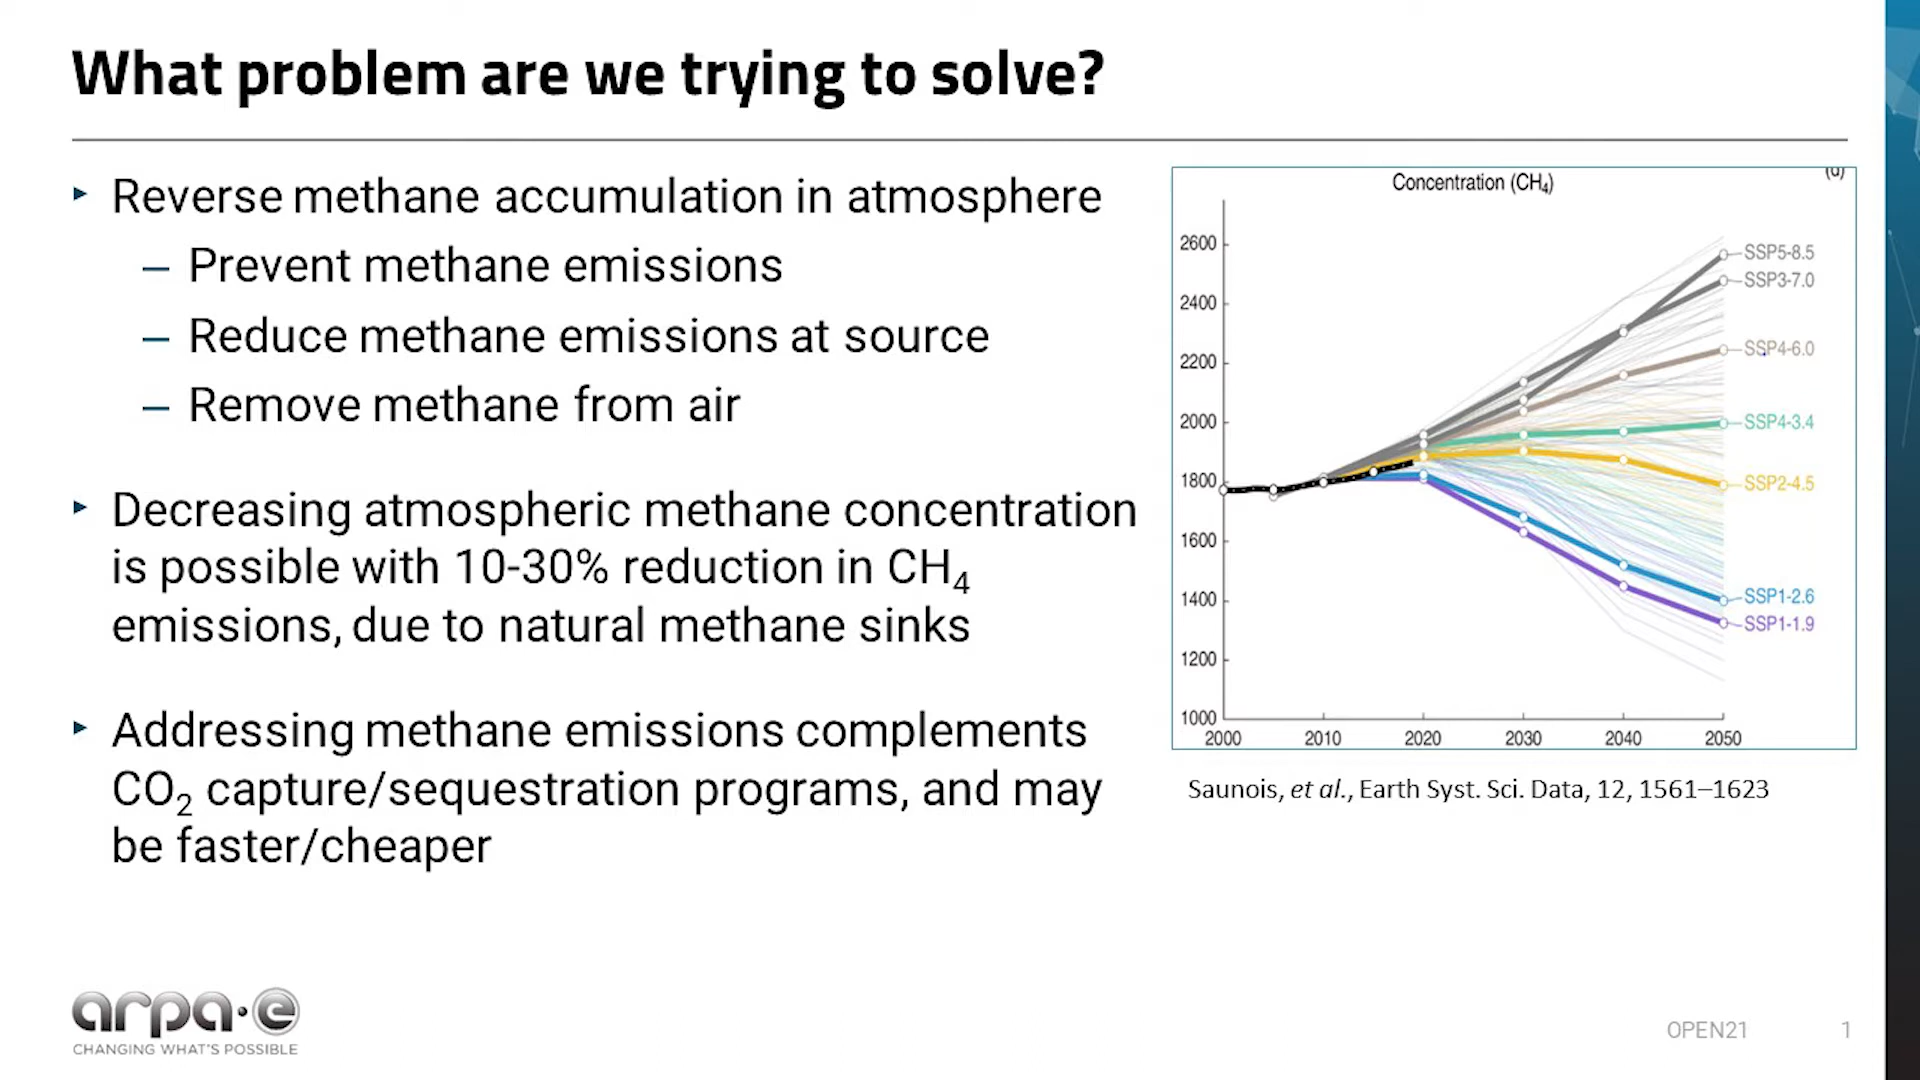 What problem are we trying to solve?
▸ Reverse methane accumulation in atmosphere
– Prevent methane emissions
– Reduce methane emissions at source
– Remove methane from air
▸ Decreasing atmospheric methane concentration
is possible with 10-30% reduction in CH₄
emissions, due to natural methane sinks
▸ Addressing methane emissions complements
CO₂ capture/sequestration programs, and may
be faster/cheaper
Concentration (CH₄)
2600
2400
2200
2000
1800
1600
1400
1200
1000
2000 2010 2020 2030 2040 2050
SSP5-8.5
SSP3-7.0
SSP4-6.0
SSP4-3.4
SSP2-4.5
SSP1-2.6
SSP1-1.9
Saunois, et al., Earth Syst. Sci. Data, 12, 1561–1623
arpa·e
CHANGING WHAT'S POSSIBLE
OPEN21 1